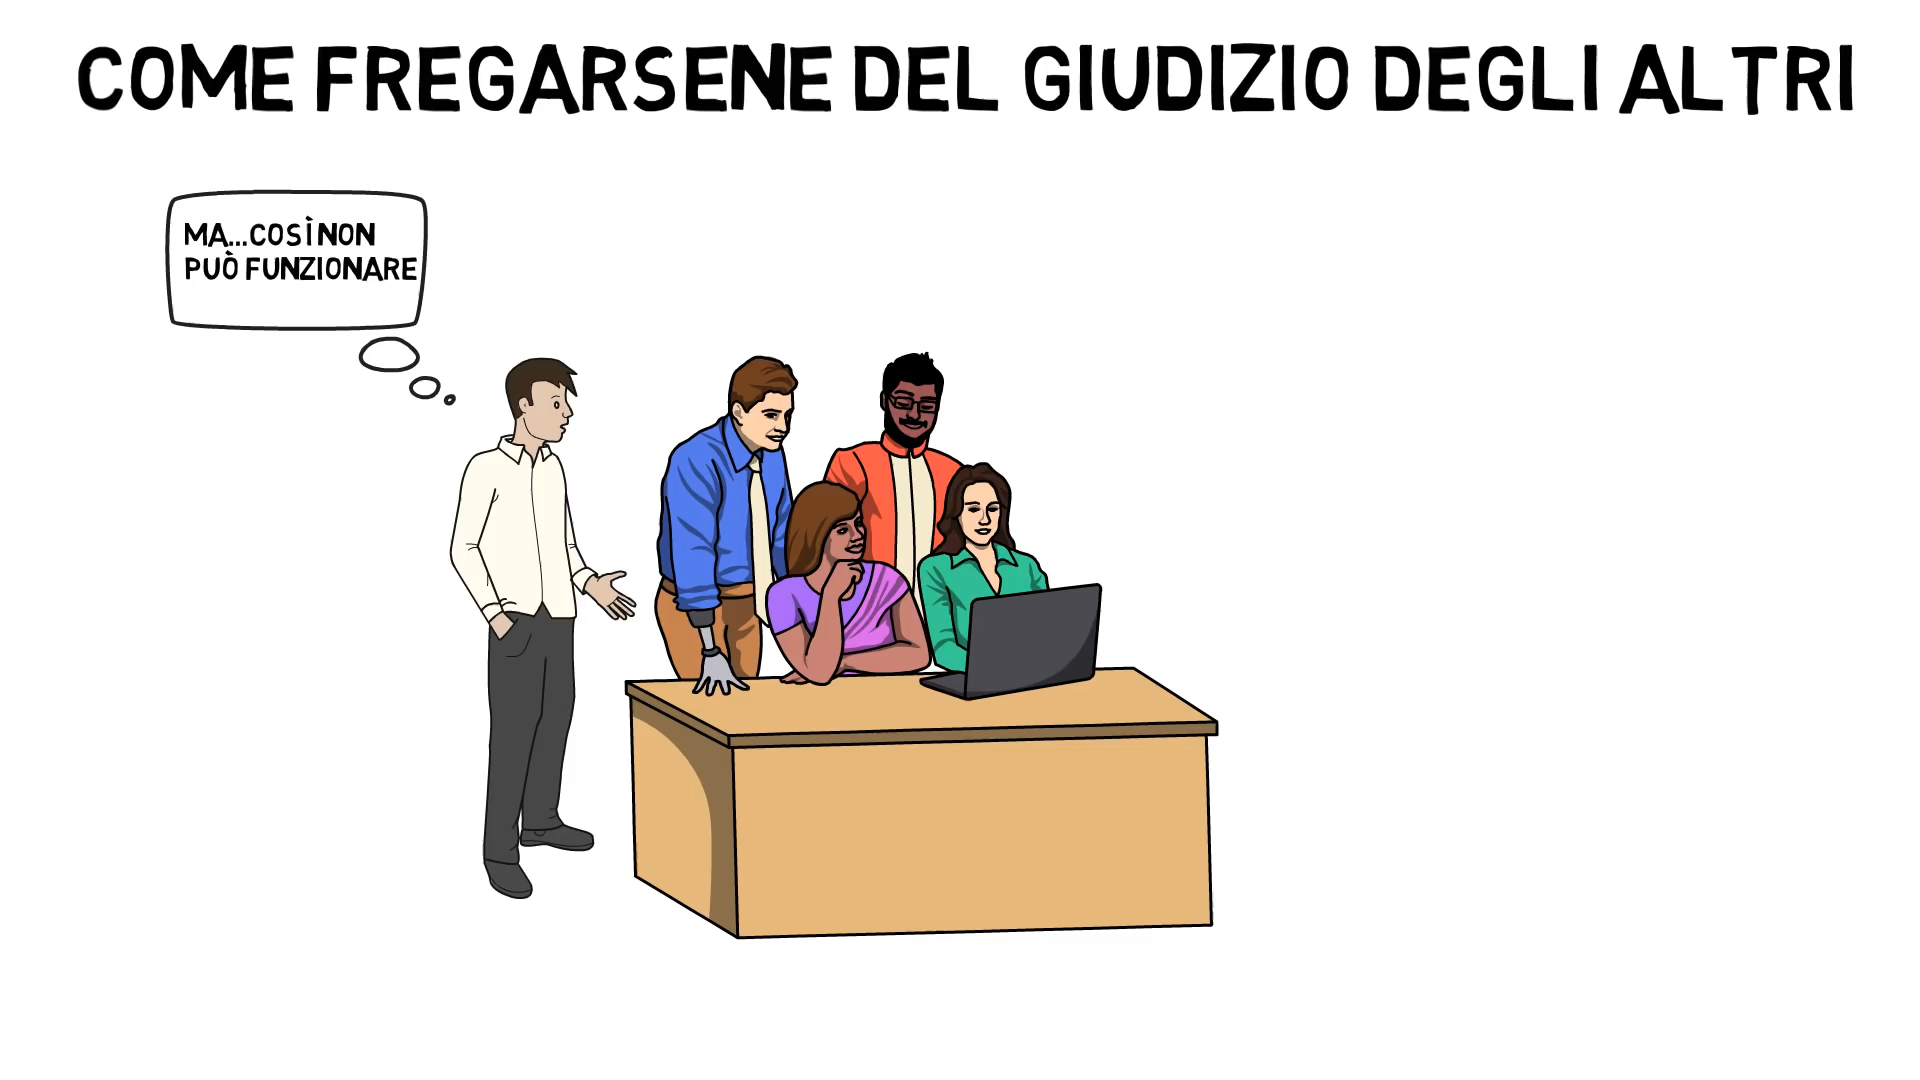 COME FREGARSENE DEL GIUDIZIO DEGLI ALTRI
MA...COSÌ NON
PUÒ FUNZIONARE